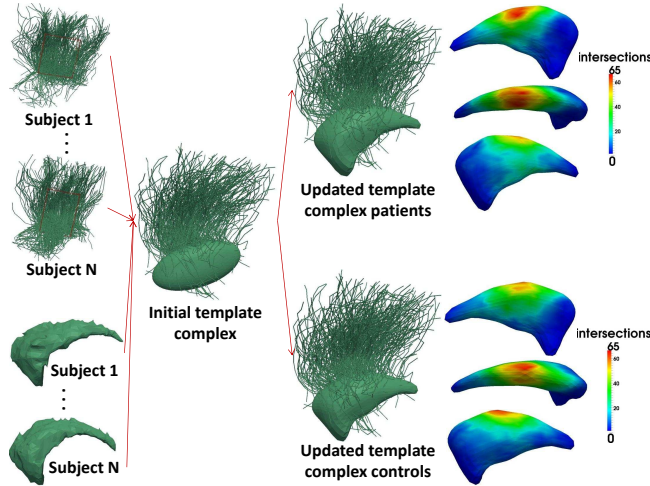 Subject 1
Subject N
Subject 1
Subject N
Initial template
complex
Updated template
complex patients
intersections
65
60
40
20
0
Updated template
complex controls
intersections
65
60
40
20
0